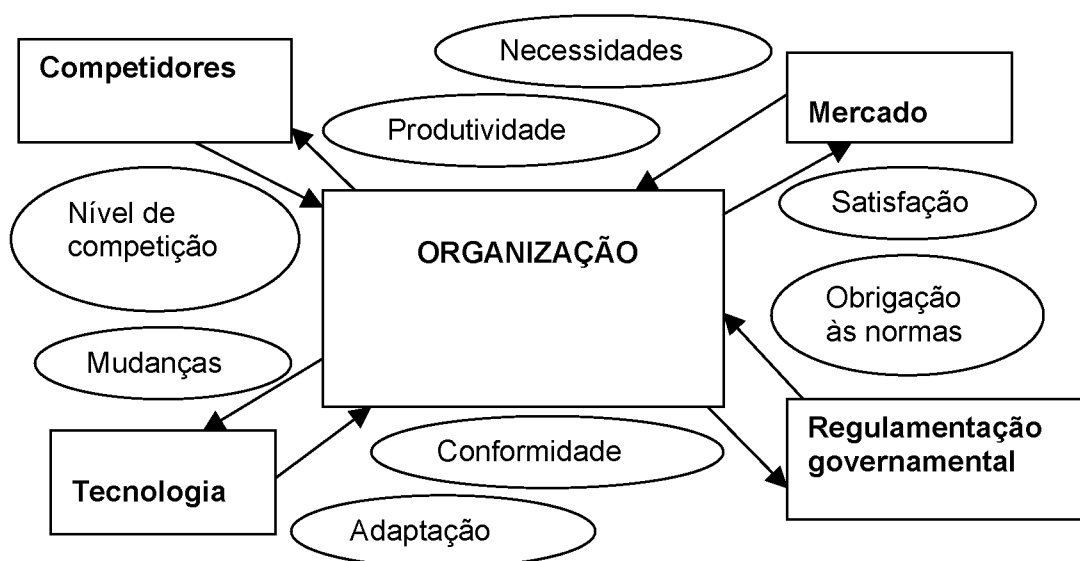 Necessidades
Competidores
Mercado
Produtividade
Nível de
competição
Satisfação
ORGANIZAÇÃO
Obrigação
às normas
Mudanças
Regulamentação
governamental
Conformidade
Tecnologia
Adaptação